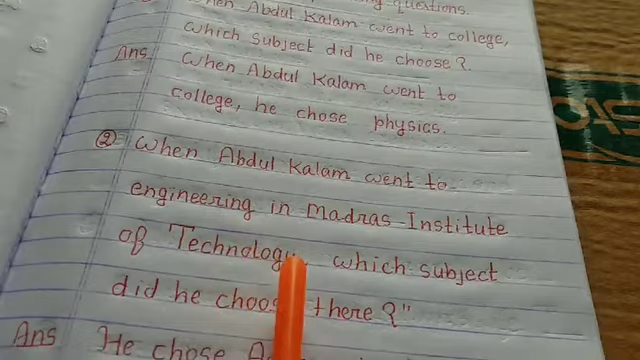 questions.
When Abdul Kalam went to college,
which subject did he choose?
Ans When Abdul Kalam went to
college, he chose physics.
② When Abdul Kalam went to
engineering in Madras Institute
of Technology which subject
did he choose there?"
Ans He chose